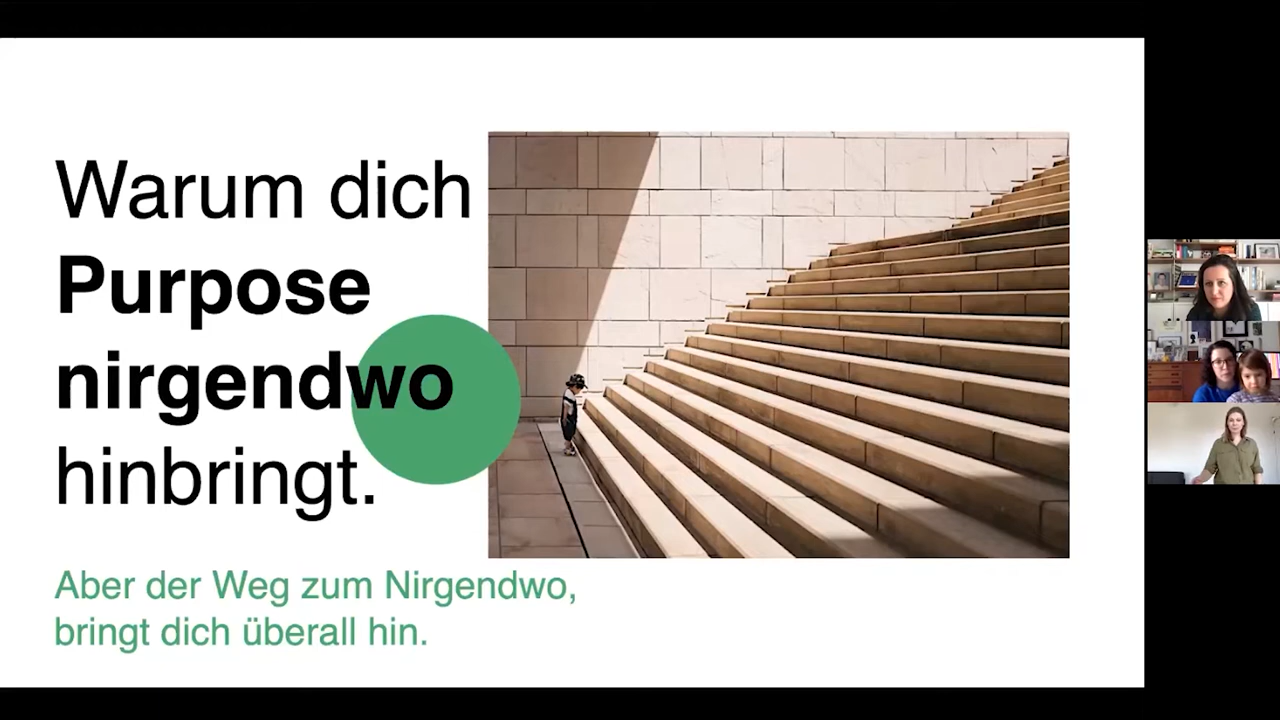 Warum dich
Purpose
nirgendwo
hinbringt.
Aber der Weg zum Nirgendwo,
bringt dich überall hin.